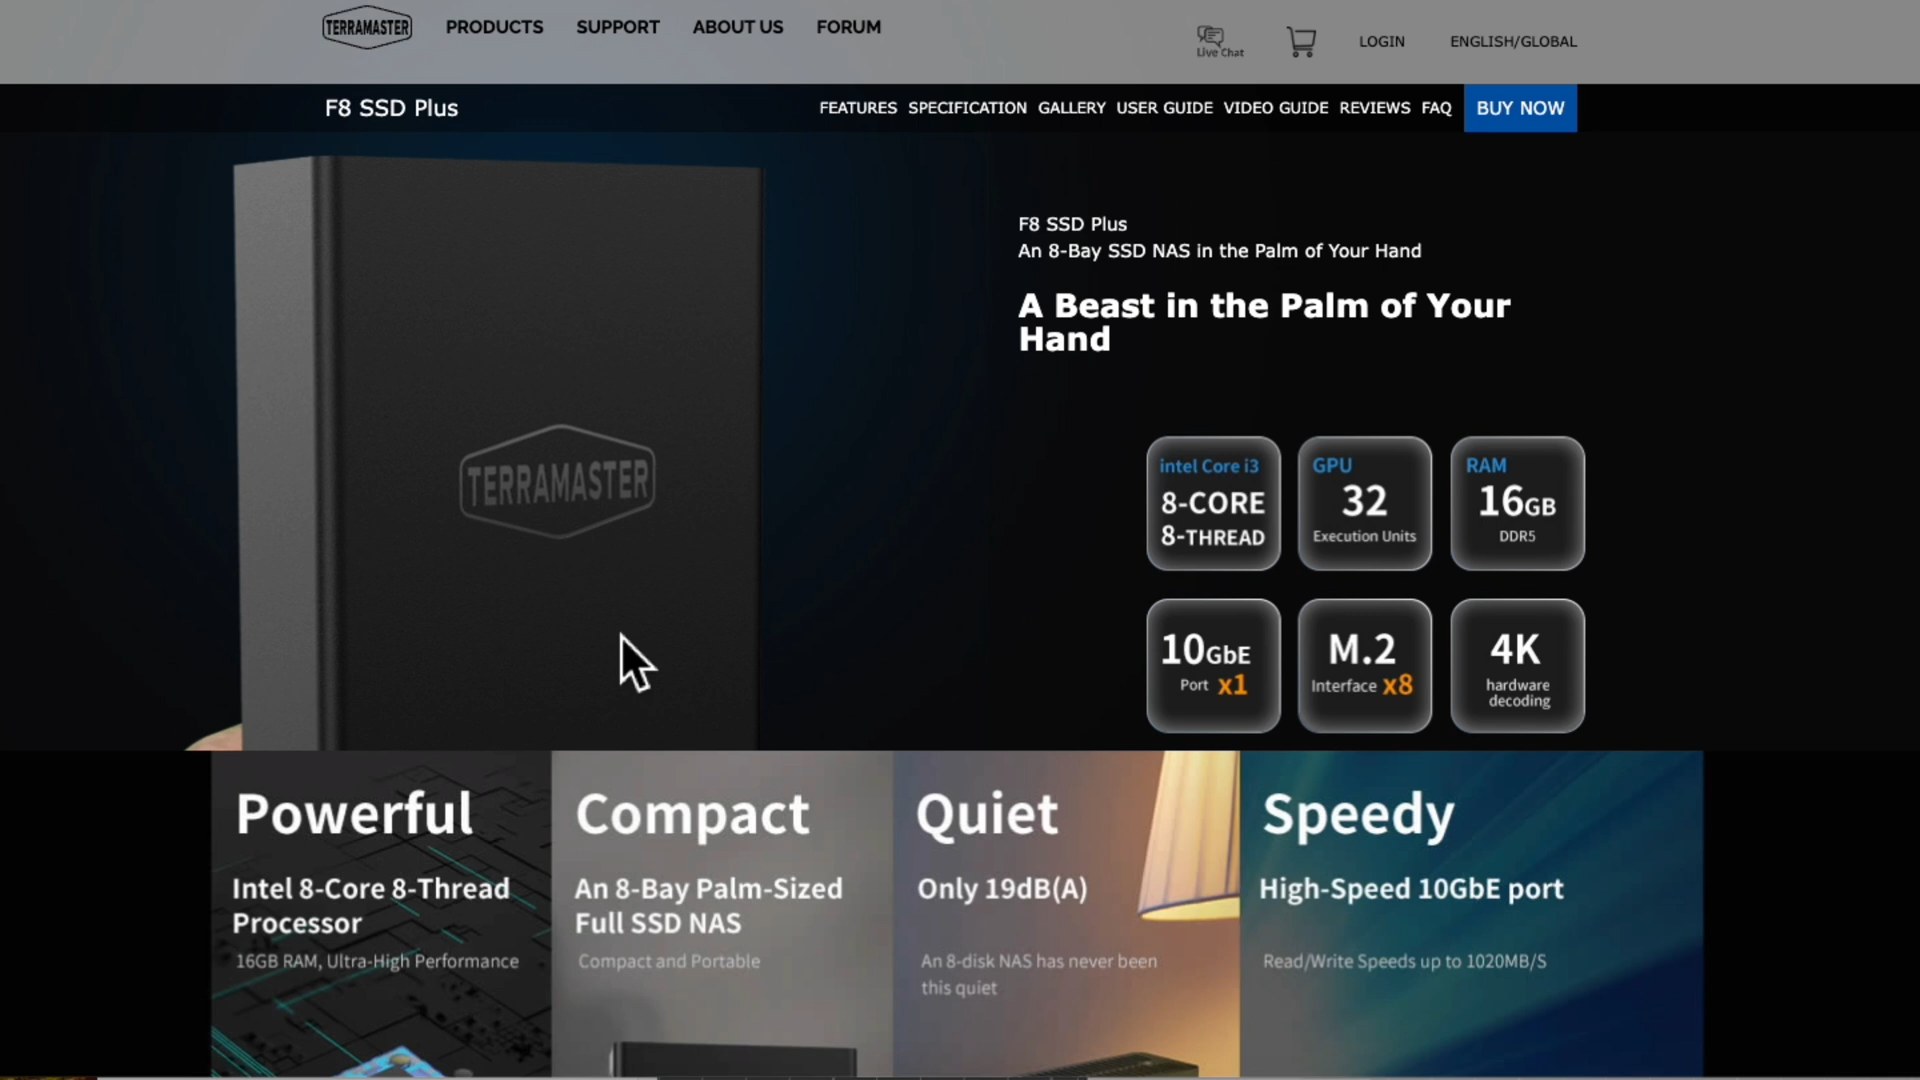 TERRAMASTER
PRODUCTS
SUPPORT
ABOUT US
FORUM
Live Chat
LOGIN
ENGLISH/GLOBAL
F8 SSD Plus
FEATURES
SPECIFICATION
GALLERY
USER GUIDE
VIDEO GUIDE
REVIEWS
FAQ
BUY NOW
F8 SSD Plus
An 8-Bay SSD NAS in the Palm of Your Hand
A Beast in the Palm of Your
Hand
TERRAMASTER
intel Core i3
8-CORE
8-THREAD
GPU
32
Execution Units
RAM
16GB
DDR5
10GbE
Port x1
M.2
Interface x8
4K
hardware
decoding
Powerful
Intel 8-Core 8-Thread
Processor
16GB RAM, Ultra-High Performance
Compact
An 8-Bay Palm-Sized
Full SSD NAS
Compact and Portable
Quiet
Only 19dB(A)
An 8-disk NAS has never been
this quiet
Speedy
High-Speed 10GbE port
Read/Write Speeds up to 1020MB/S